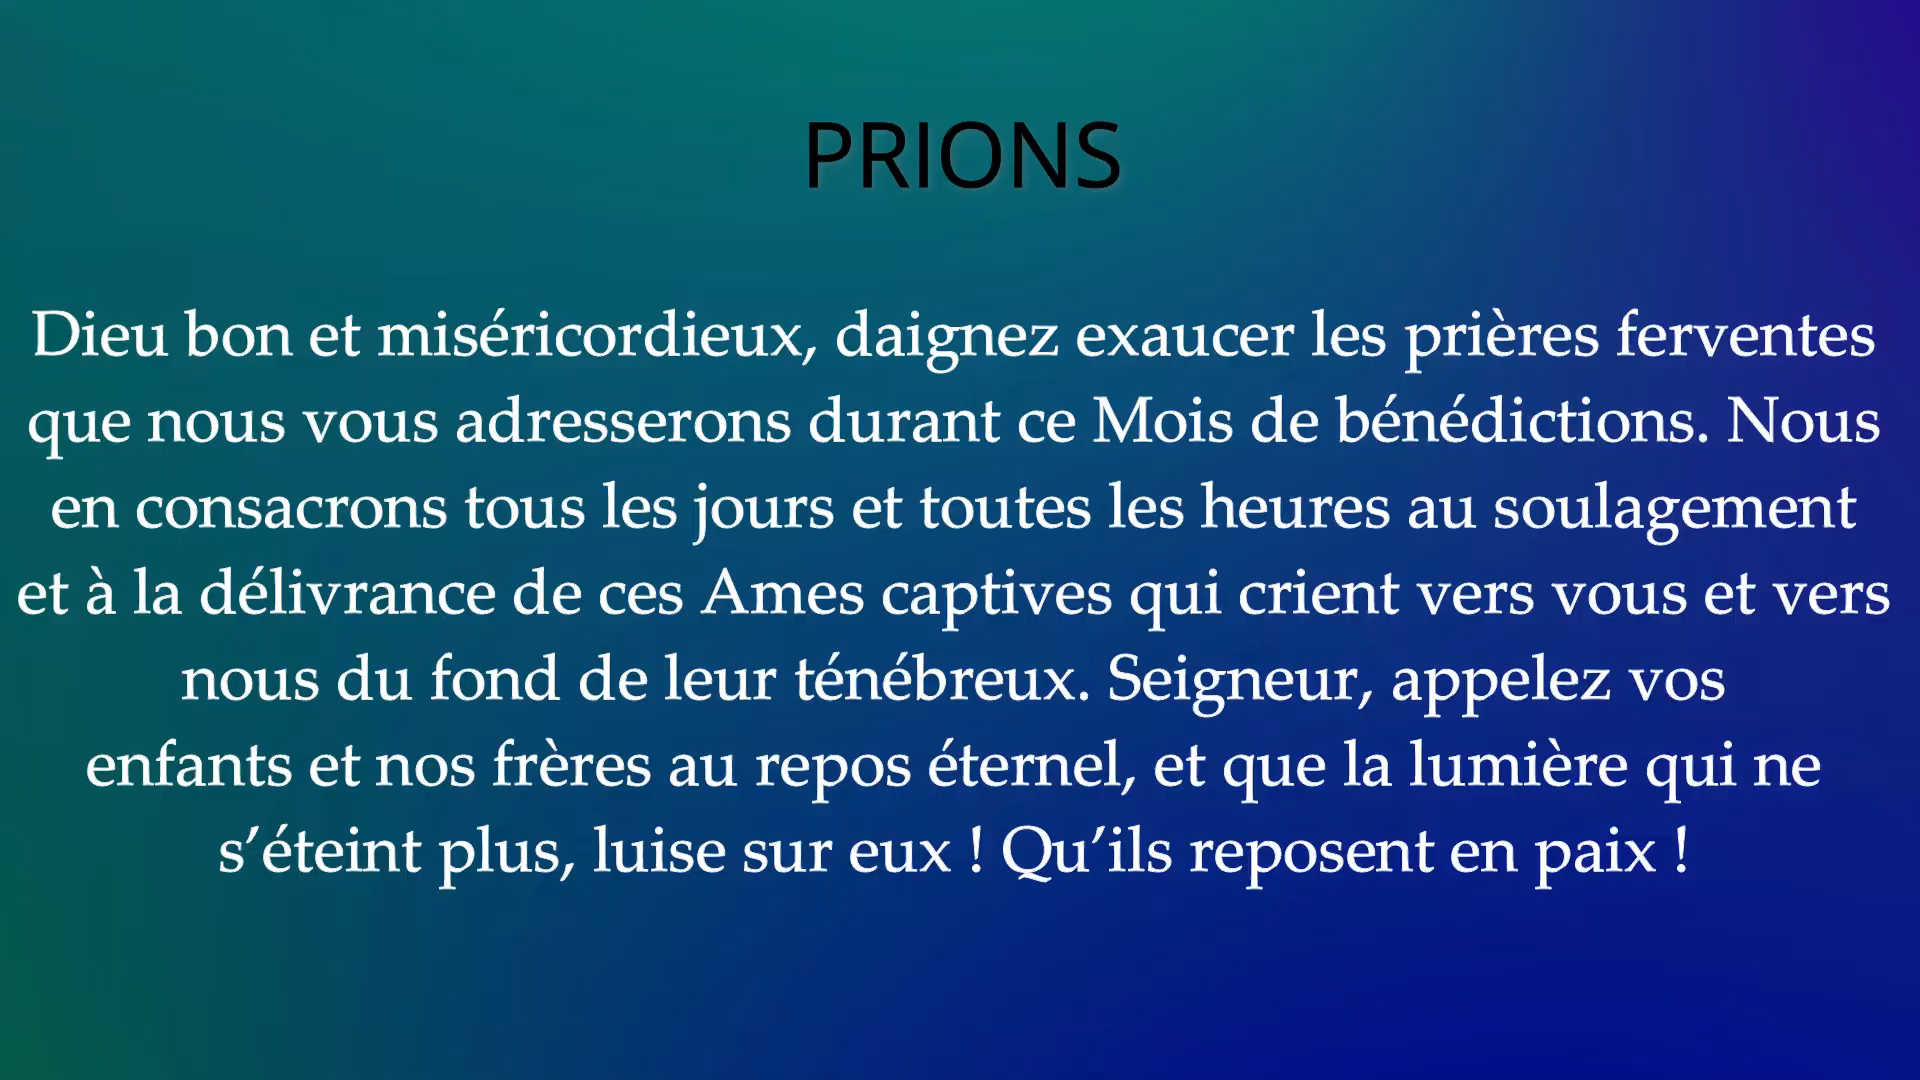 PRIONS
Dieu bon et miséricordieux, daignez exaucer les prières ferventes
que nous vous adresserons durant ce Mois de bénédictions. Nous
en consacrons tous les jours et toutes les heures au soulagement
et à la délivrance de ces Ames captives qui crient vers vous et vers
nous du fond de leur ténébreux. Seigneur, appelez vos
enfants et nos frères au repos éternel, et que la lumière qui ne
s’éteint plus, luise sur eux ! Qu’ils reposent en paix !